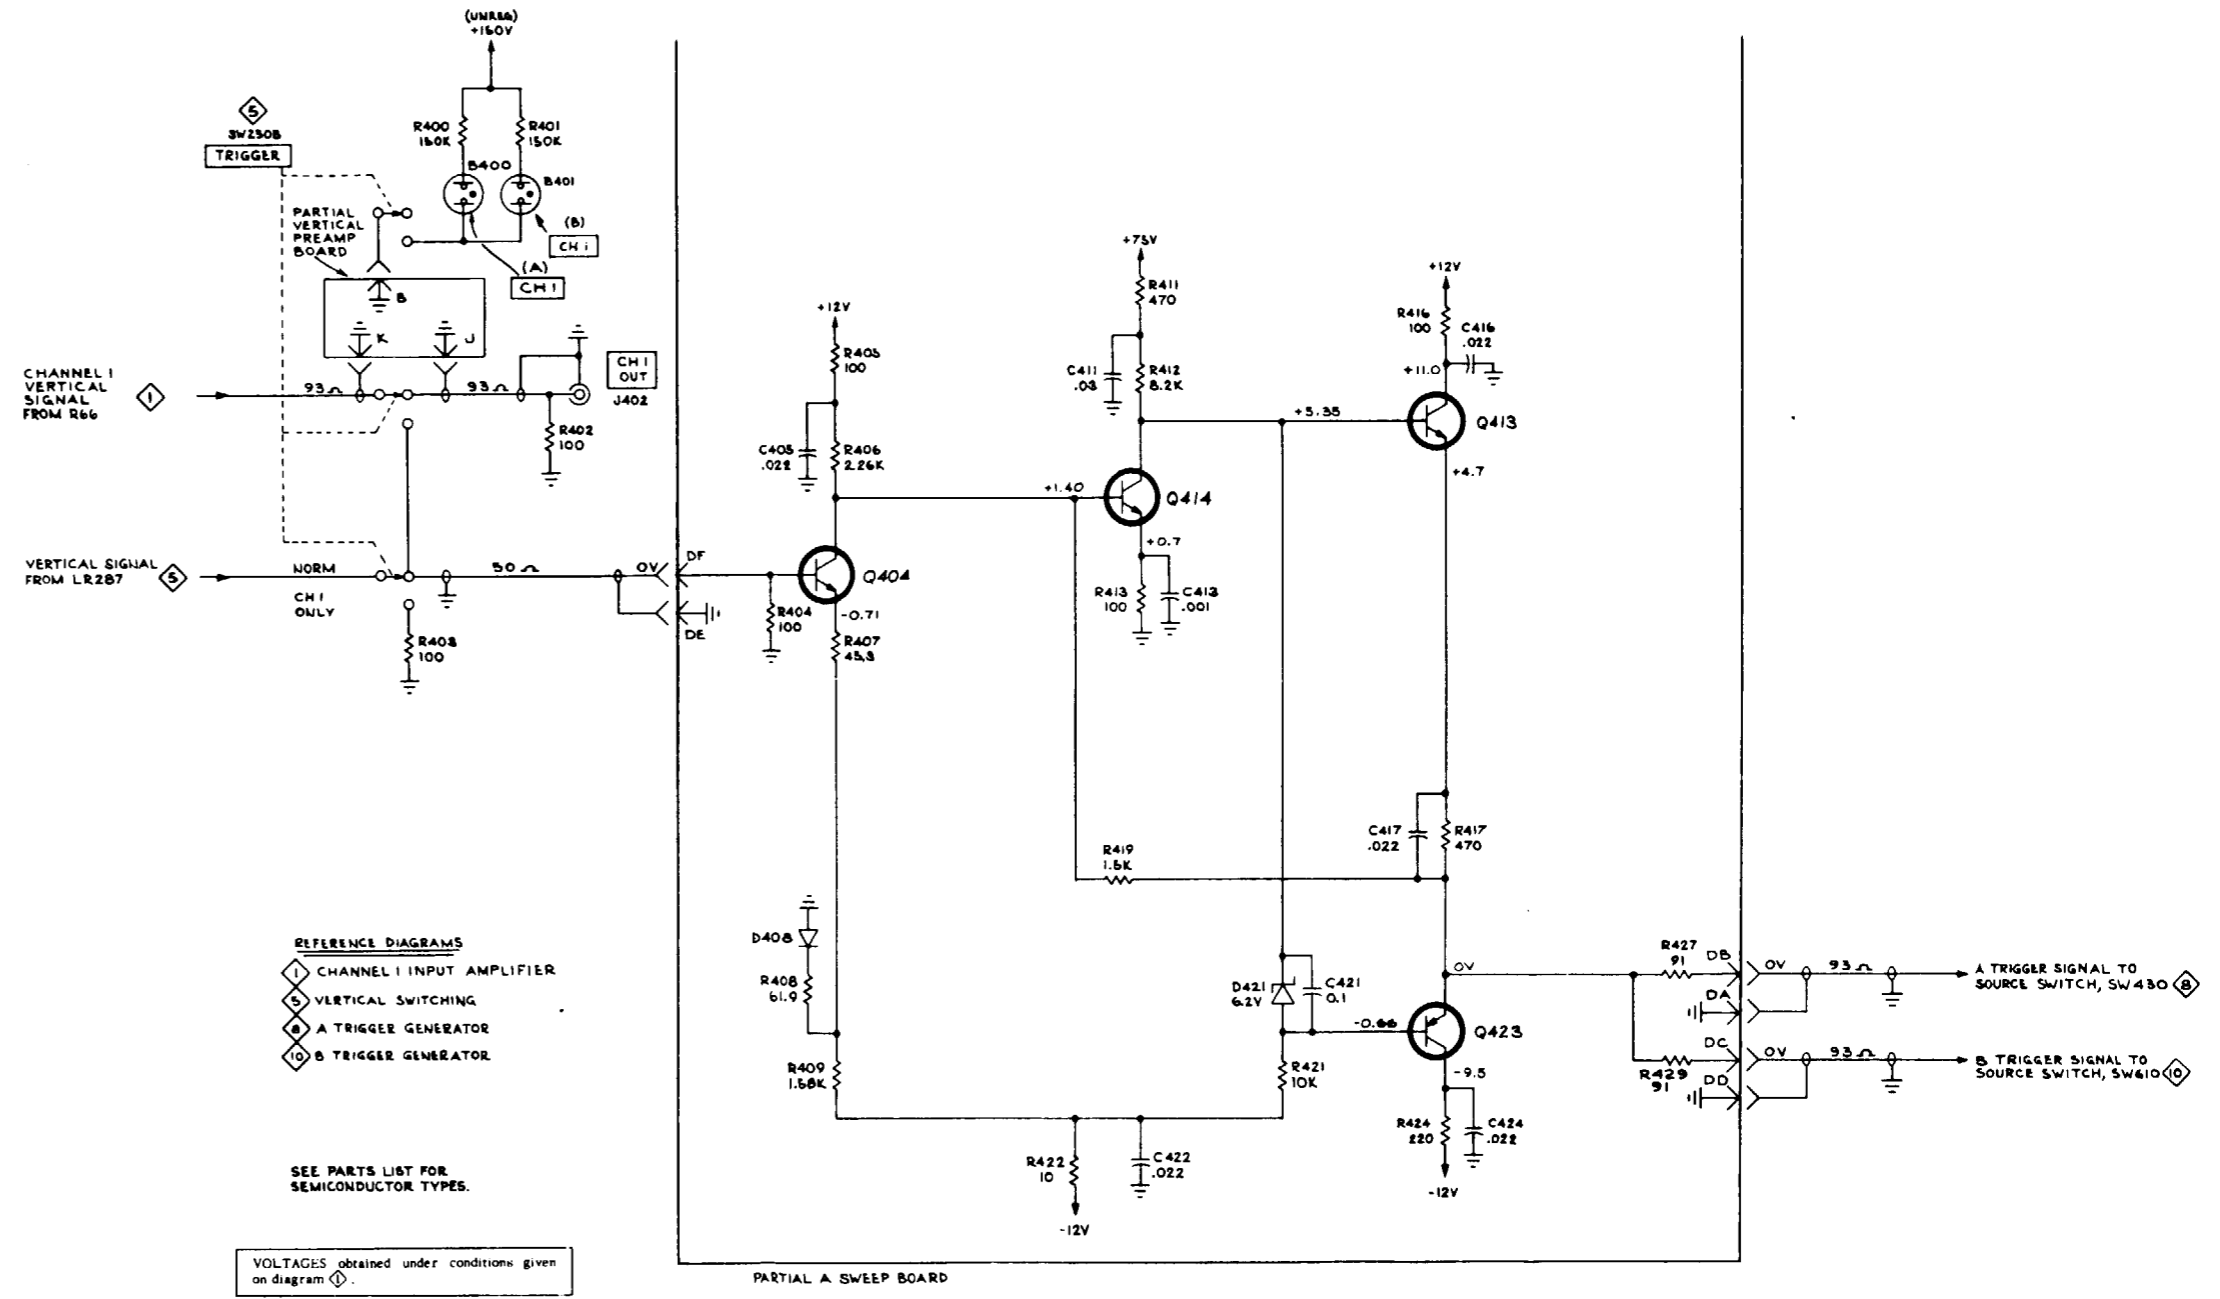 (UNREG)
+150V
5
SW230B
TRIGGER
R400
150K
R401
150K
B400
B401
(B)
CH 1
(A)
CH 1
PARTIAL
VERTICAL
PREAMP
BOARD
B
K
J
CHANNEL 1
VERTICAL
SIGNAL
FROM R66
1
93Ω
93Ω
CH 1
OUT
J402
R402
100
VERTICAL SIGNAL
FROM LR287
5
NORM
CH 1
ONLY
50Ω
0V
DF
DE
R403
100
R404
100
+12V
R405
100
C405
.022
R406
2.26K
Q404
-0.71
R407
45.3
+1.40
+75V
R411
470
C411
.03
R412
8.2K
Q414
+0.7
R413
100
C413
.001
+12V
R416
100
C416
.022
+11.0
+5.35
Q413
+4.7
C417
.022
R417
470
R419
1.5K
D408
R408
61.9
R409
1.58K
D421
6.2V
C421
0.1
0V
-0.66
Q423
R421
10K
-9.5
R424
220
C424
.022
-12V
R422
10
C422
.022
-12V
R427
91
DB
0V
93Ω
A TRIGGER SIGNAL TO
SOURCE SWITCH, SW430 8
DA
DC
0V
93Ω
B TRIGGER SIGNAL TO
SOURCE SWITCH, SW610 10
R429
91
DD
REFERENCE DIAGRAMS
1 CHANNEL 1 INPUT AMPLIFIER
5 VERTICAL SWITCHING
8 A TRIGGER GENERATOR
10 B TRIGGER GENERATOR
SEE PARTS LIST FOR
SEMICONDUCTOR TYPES.
VOLTAGES obtained under conditions given
on diagram 1 .
PARTIAL A SWEEP BOARD